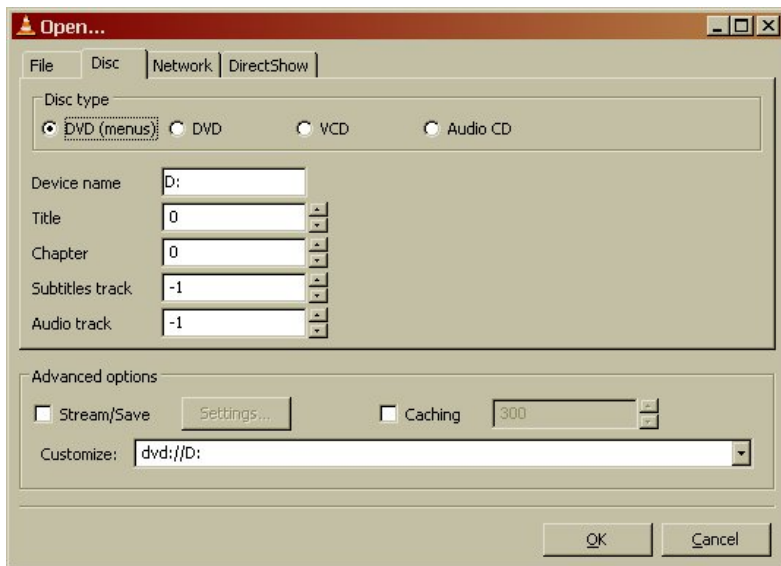 Open...
File Disc Network DirectShow
Disc type
DVD (menus) DVD VCD Audio CD
Device name D:
Title 0
Chapter 0
Subtitles track -1
Audio track -1
Advanced options
Stream/Save Settings... Caching 300
Customize: dvd://D:
OK Cancel